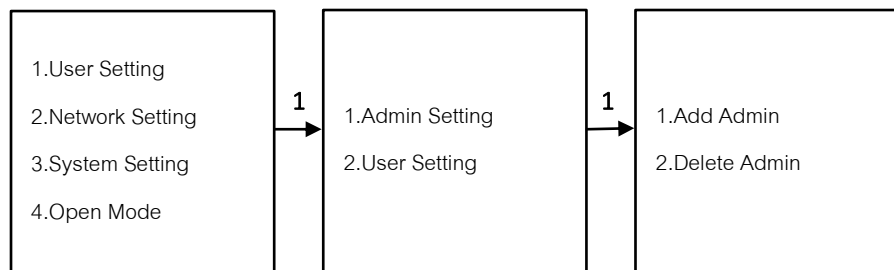 1.User Setting
2.Network Setting
3.System Setting
4.Open Mode
1
1.Admin Setting
2.User Setting
1
1.Add Admin
2.Delete Admin